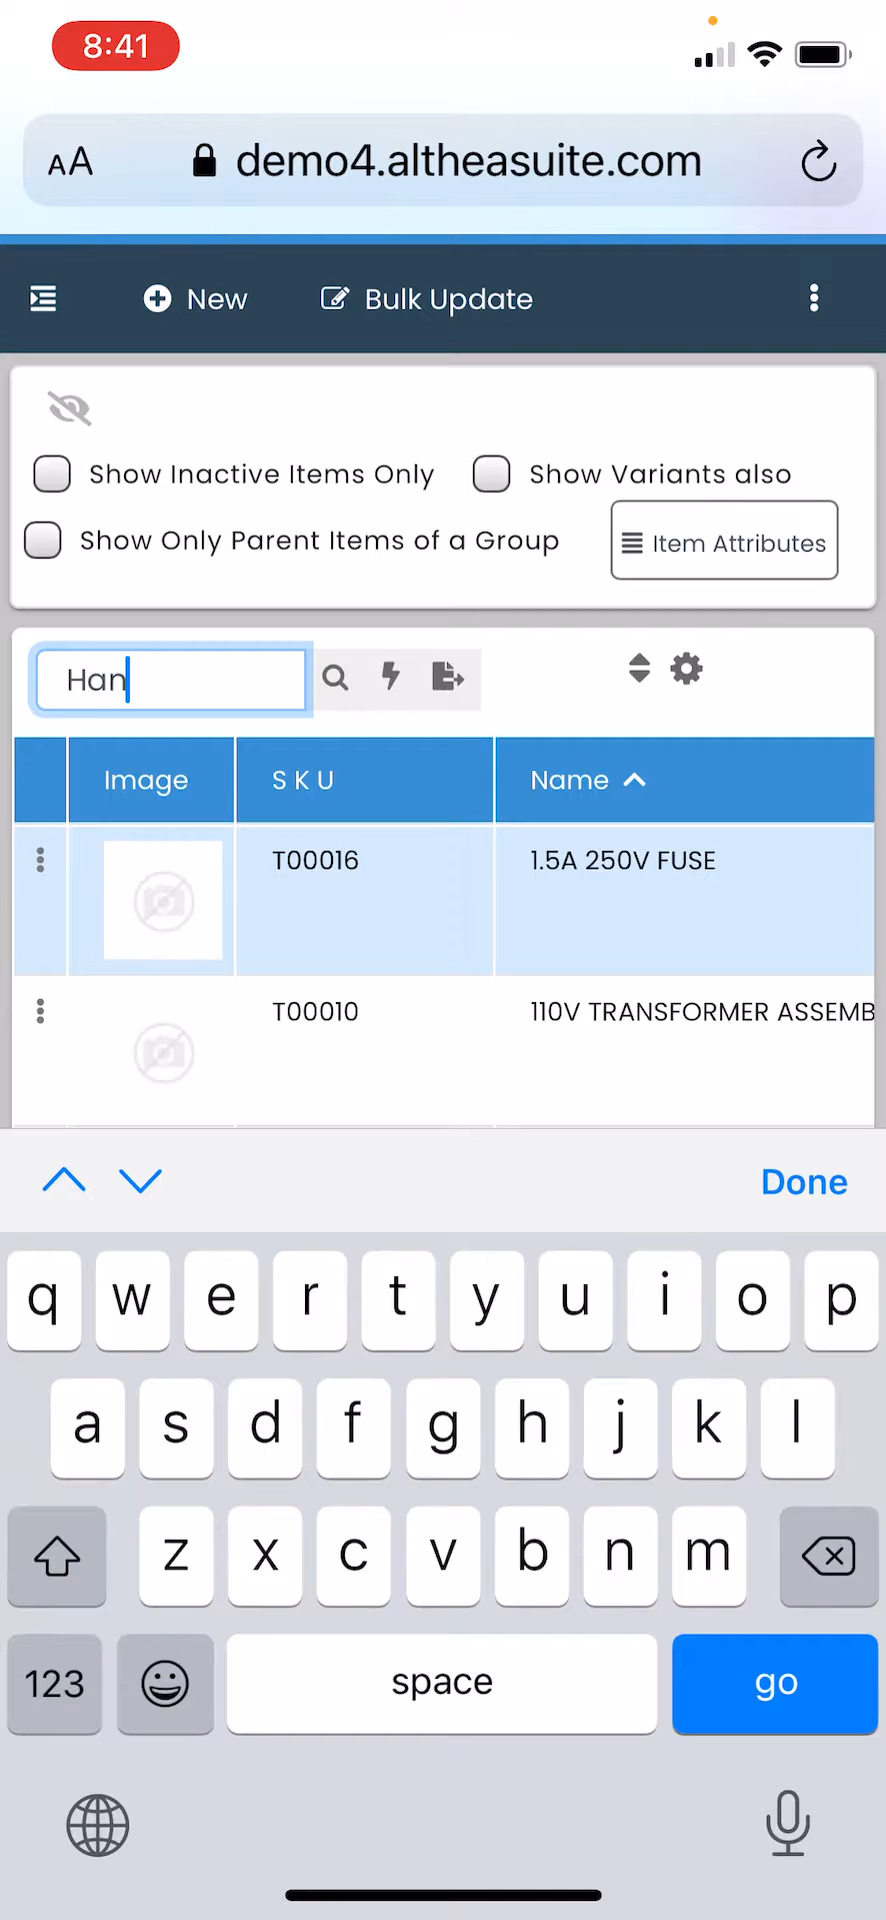 8:41
AA demo4.altheasuite.com
New Bulk Update
Show Inactive Items Only Show Variants also
Show Only Parent Items of a Group Item Attributes
Han
Image S K U Name
T00016 1.5A 250V FUSE
T00010 110V TRANSFORMER ASSEMB
Done
q w e r t y u i o p
a s d f g h j k l
z x c v b n m
123 space go